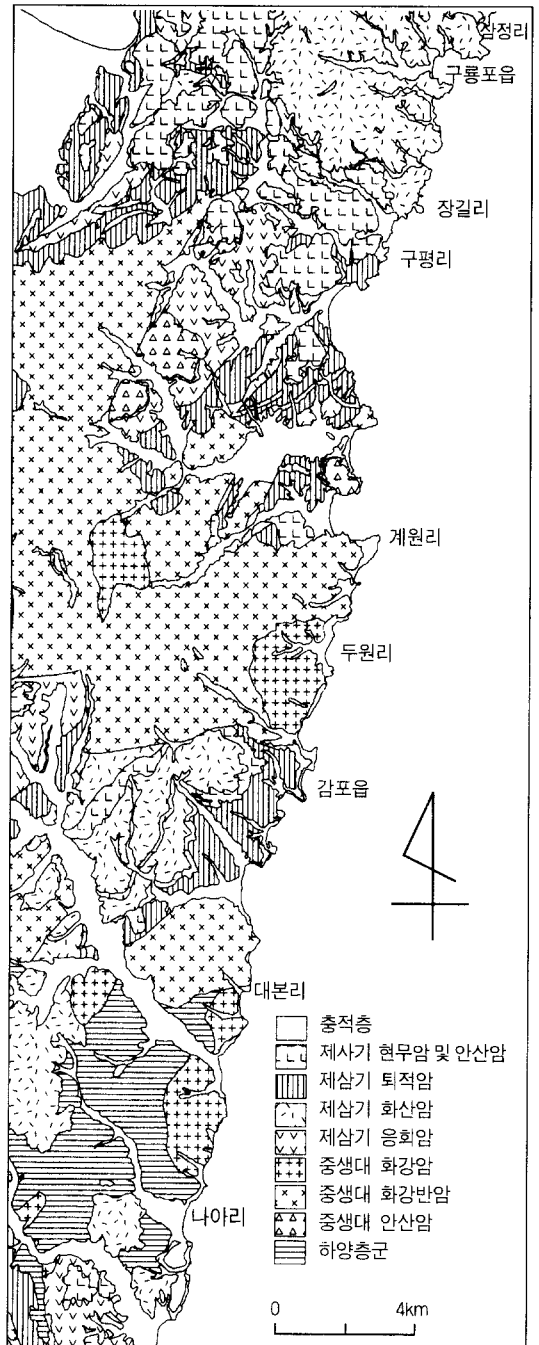 삼정리
구룡포읍
장길리
구평리
계원리
두원리
감포읍
대본리
나아리
충적층
제사기 현무암 및 안산암
제삼기 퇴적암
제삼기 화산암
제삼기 응회암
중생대 화강암
중생대 화강반암
중생대 안산암
하양층군
0 4km